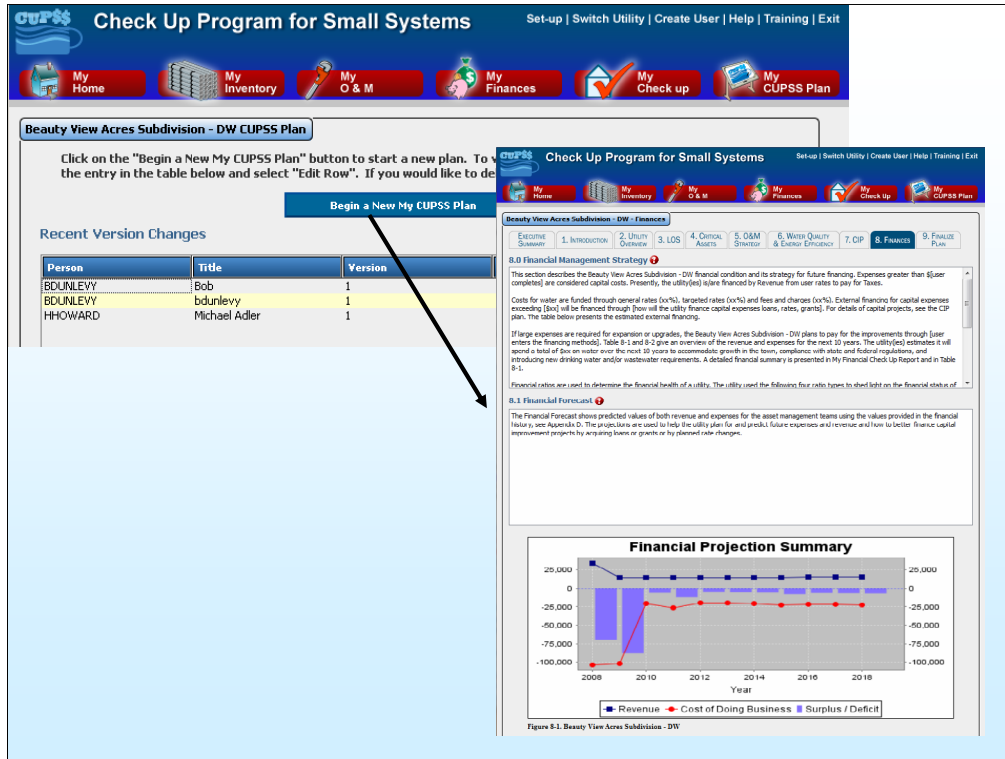 CUP$$ Check Up Program for Small Systems
Set-up | Switch Utility | Create User | Help | Training | Exit
My Home
My Inventory
My O & M
My Finances
My Check up
My CUPSS Plan
Beauty View Acres Subdivision - DW CUPSS Plan
Click on the "Begin a New My CUPSS Plan" button to start a new plan. To v
the entry in the table below and select "Edit Row". If you would like to de
Begin a New My CUPSS Plan
Recent Version Changes
Person Title Version
BDUNLEVY Bob 1
BDUNLEVY bdunlevy 1
HHOWARD Michael Adler 1
CUP$$ Check Up Program for Small Systems
Set-up | Switch Utility | Create User | Help | Training | Exit
My Home
My Inventory
My O & M
My Finances
My Check Up
My CUPSS Plan
Beauty View Acres Subdivision - DW - Finances
Executive Summary
1. Introduction
2. Utility Overview
3. LOS
4. Critical Assets
5. O&M Strategy
6. Water Quality & Energy Efficiency
7. CIP
8. Finances
9. Finalize Plan
8.0 Financial Management Strategy
This section describes the Beauty View Acres Subdivision - DW financial condition and its strategy for future financing. Expenses greater than $[user
completes] are considered capital costs. Presently, the utility(ies) is/are financed by Revenue from user rates to pay for Taxes.
Costs for water are funded through general rates (xx%), targeted rates (xx%) and fees and charges (xx%). External financing for capital expenses
exceeding [$xx] will be financed through [how will the utility finance capital expenses loans, rates, grants]. For details of capital projects, see the CIP
plan. The table below presents the estimated external financing.
If large expenses are required for expansion or upgrades, the Beauty View Acres Subdivision - DW plans to pay for the improvements through [user
enters the financing methods]. Table 8-1 and 8-2 give an overview of the revenue and expenses for the next 10 years. The utility(ies) estimates it will
spend a total of $xx on water over the next 10 years to accommodate growth in the town, compliance with state and federal regulations, and
introducing new drinking water and/or wastewater requirements. A detailed financial summary is presented in My Financial Check Up Report and in Table
8-1.
Financial ratios are used to determine the financial health of a utility. The utility used the following four ratio types to shed light on the financial status of
8.1 Financial Forecast
The Financial Forecast shows predicted values of both revenue and expenses for the asset management teams using the values provided in the financial
history, see Appendix D. The projections are used to help the utility plan for and predict future expenses and revenue and how to better finance capital
improvement projects by acquiring loans or grants or by planned rate changes.
Financial Projection Summary
25,000 25,000
0 0
-25,000 -25,000
-50,000 -50,000
-75,000 -75,000
-100,000 -100,000
2008 2010 2012 2014 2016 2018
Year
Revenue Cost of Doing Business Surplus / Deficit
Figure 8-1. Beauty View Acres Subdivision - DW